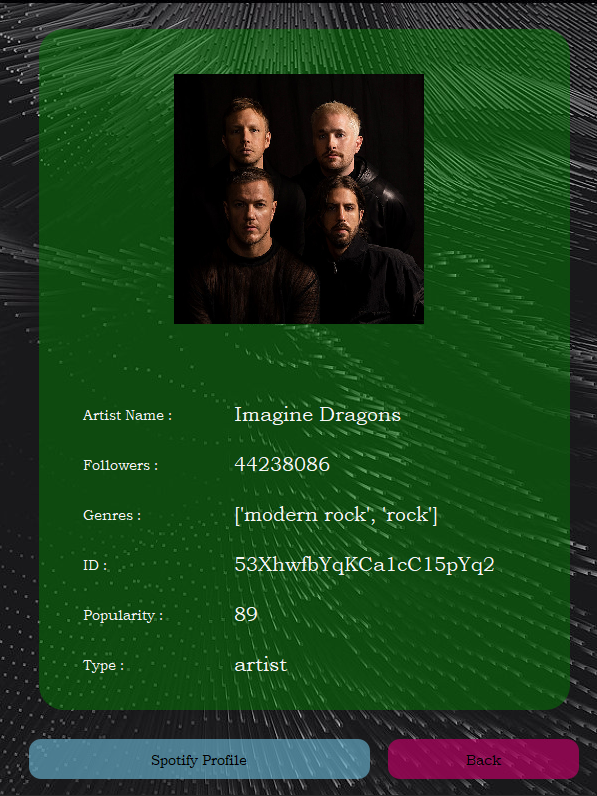 Artist Name : Imagine Dragons
Followers : 44238086
Genres : ['modern rock', 'rock']
ID : 53XhwfbYqKCa1cC15pYq2
Popularity : 89
Type : artist
Spotify Profile
Back